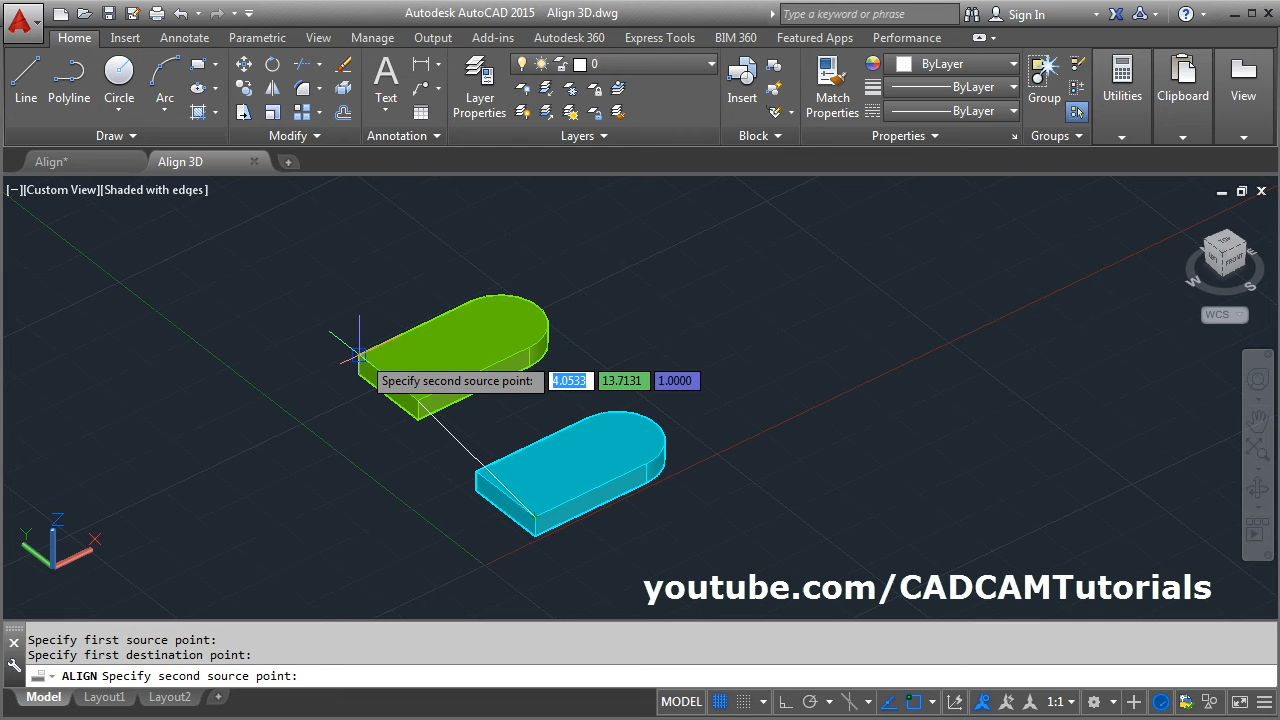 Autodesk AutoCAD 2015 Align 3D.dwg
Type a keyword or phrase
Sign In
Home Insert Annotate Parametric View Manage Output Add-ins Autodesk 360 Express Tools BIM 360 Featured Apps Performance
Line Polyline Circle Arc
Text
Layer Properties
0
Insert
Match Properties
ByLayer
ByLayer
ByLayer
Group
Utilities
Clipboard
View
Draw Modify Annotation Layers Block Properties Groups
Align* Align 3D
[−][Custom View][Shaded with edges]
TOP
FRONT
W E S
WCS
Specify second source point: 4.0533 13.7131 1.0000
Z
Y X
youtube.com/CADCAMTutorials
Specify first source point:
Specify first destination point:
ALIGN Specify second source point:
Model Layout1 Layout2 +
MODEL 1:1